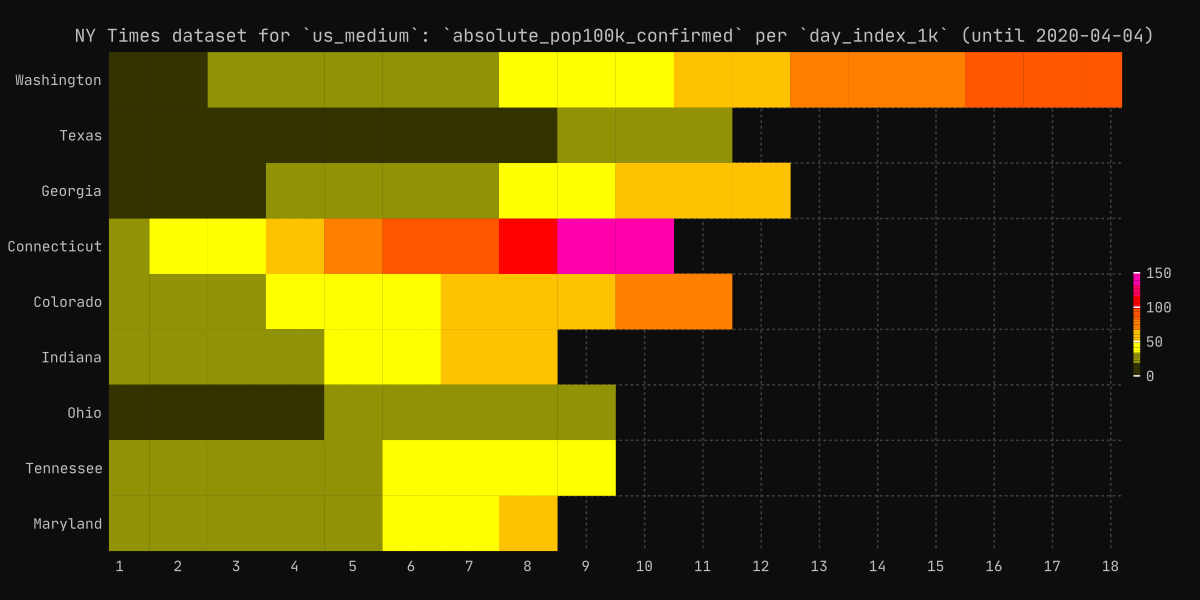 NY Times dataset for `us_medium`: `absolute_pop100k_confirmed` per `day_index_1k` (until 2020-04-04)
Washington
Texas
Georgia
Connecticut
Colorado
Indiana
Ohio
Tennessee
Maryland
150
100
50
0
1 2 3 4 5 6 7 8 9 10 11 12 13 14 15 16 17 18